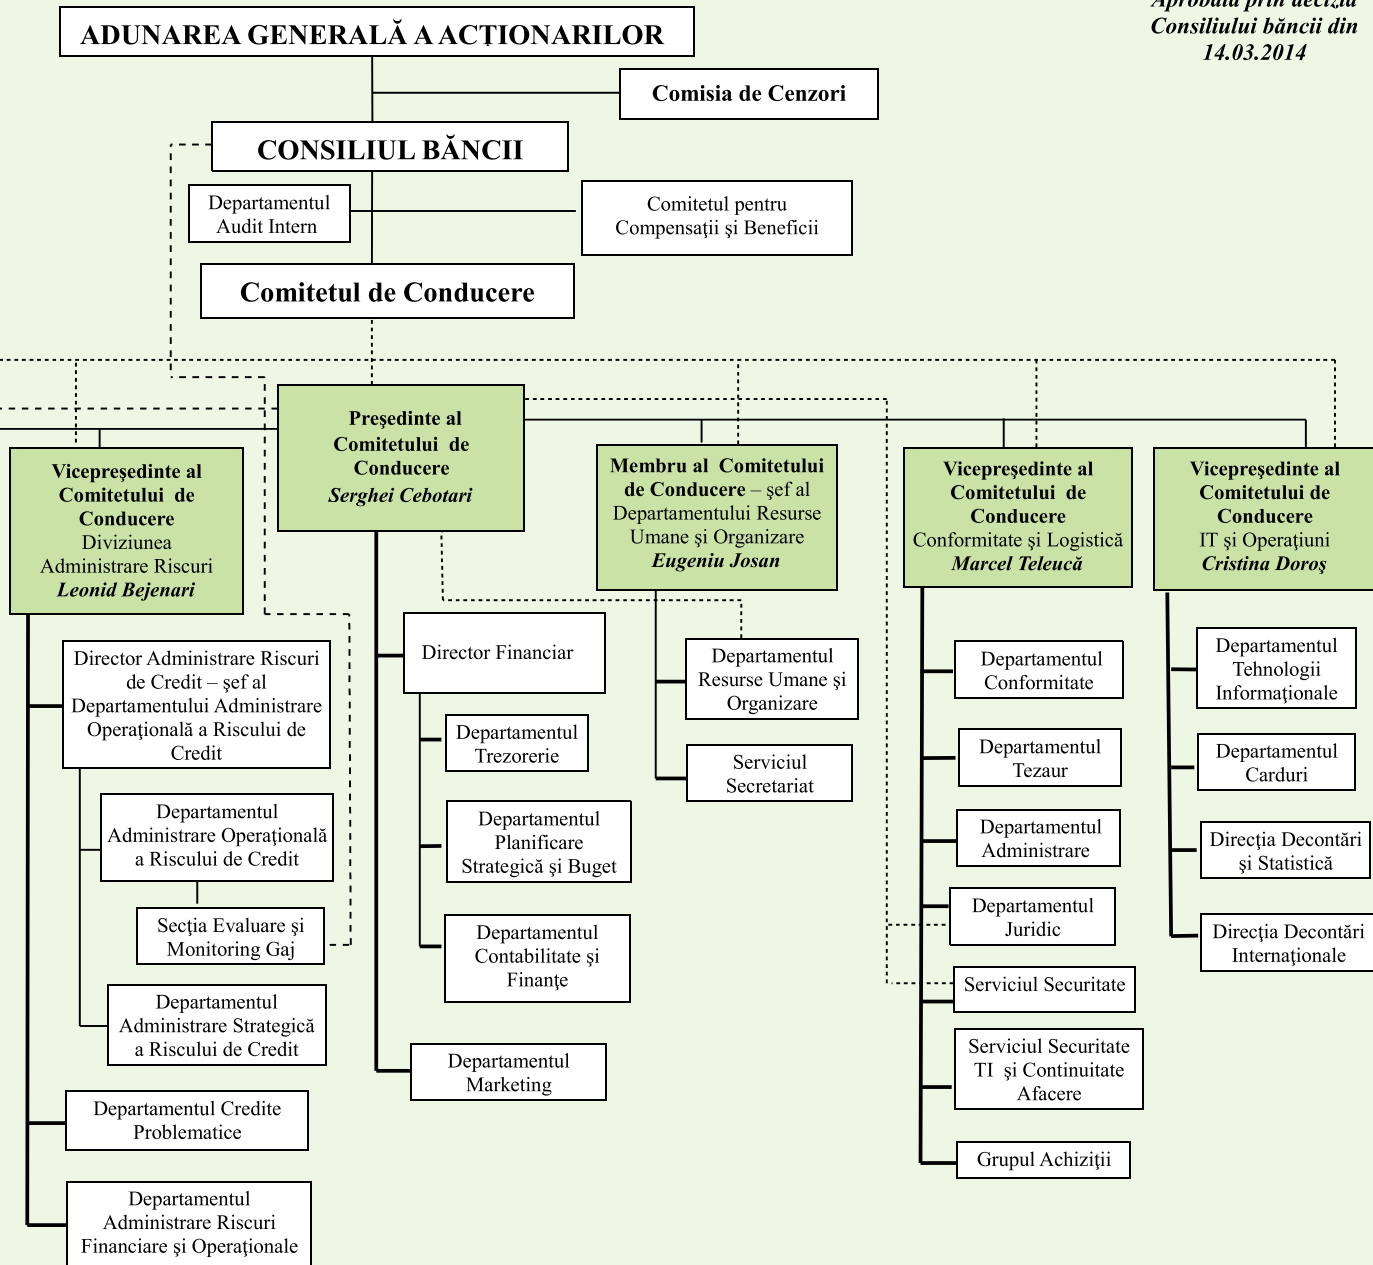 Aprobată prin decizia
Consiliului băncii din
14.03.2014
ADUNAREA GENERALĂ A ACŢIONARILOR
Comisia de Cenzori
CONSILIUL BĂNCII
Departamentul
Audit Intern
Comitetul pentru
Compensaţii şi Beneficii
Comitetul de Conducere
Preşedinte al
Comitetului de
Conducere
Serghei Cebotari
Vicepreşedinte al
Comitetului de
Conducere
Diviziunea
Administrare Riscuri
Leonid Bejenari
Membru al Comitetului
de Conducere – şef al
Departamentului Resurse
Umane şi Organizare
Eugeniu Josan
Vicepreşedinte al
Comitetului de
Conducere
Conformitate şi Logistică
Marcel Teleucă
Vicepreşedinte al
Comitetului de
Conducere
IT şi Operaţiuni
Cristina Doroş
Director Administrare Riscuri
de Credit – şef al
Departamentului Administrare
Operaţională a Riscului de
Credit
Departamentul
Administrare Operaţională
a Riscului de Credit
Secţia Evaluare şi
Monitoring Gaj
Departamentul
Administrare Strategică
a Riscului de Credit
Departamentul Credite
Problematice
Departamentul
Administrare Riscuri
Financiare şi Operaţionale
Director Financiar
Departamentul
Trezorerie
Departamentul
Planificare
Strategică şi Buget
Departamentul
Contabilitate şi
Finanţe
Departamentul
Marketing
Departamentul
Resurse Umane şi
Organizare
Serviciul
Secretariat
Departamentul
Conformitate
Departamentul
Tezaur
Departamentul
Administrare
Departamentul
Juridic
Serviciul Securitate
Serviciul Securitate
TI şi Continuitate
Afacere
Grupul Achiziţii
Departamentul
Tehnologii
Informaţionale
Departamentul
Carduri
Direcţia Decontări
şi Statistică
Direcţia Decontări
Internaţionale